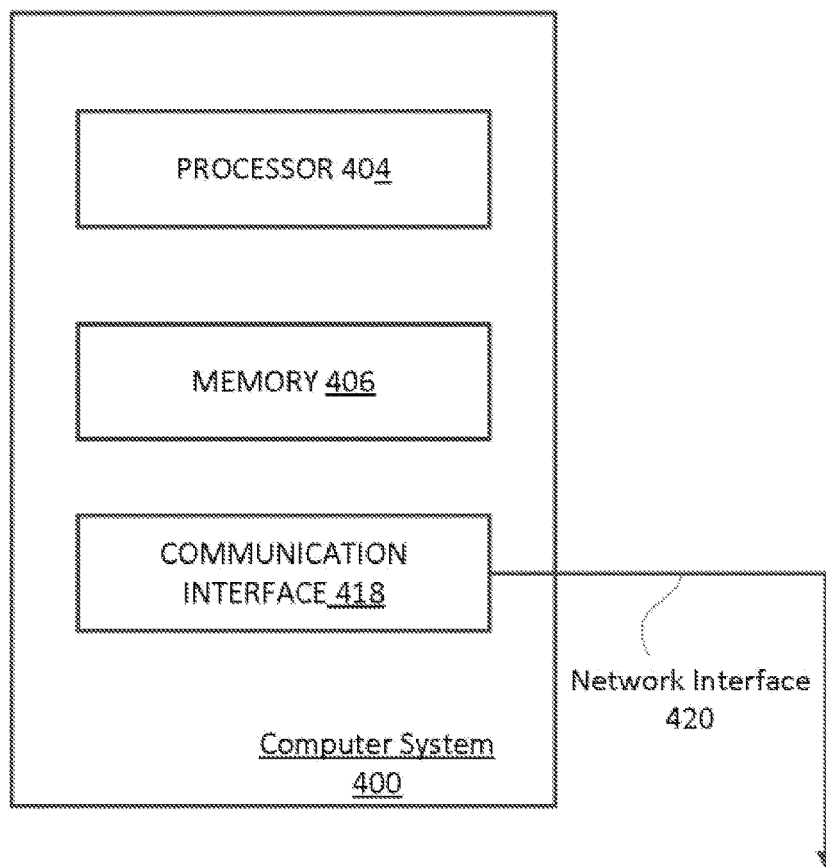 PROCESSOR 404
MEMORY 406
COMMUNICATION
INTERFACE 418
Network Interface
420
Computer System
400